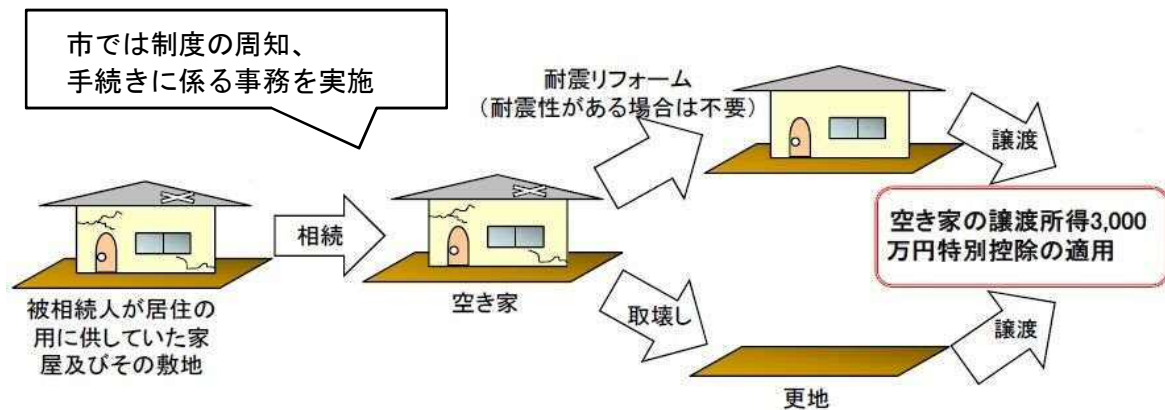 市では制度の周知、
手続きに係る事務を実施
耐震リフォーム
（耐震性がある場合は不要）
譲渡
相続
空き家の譲渡所得3,000
万円特別控除の適用
被相続人が居住の
用に供していた家
屋及びその敷地
空き家
取壊し
譲渡
更地